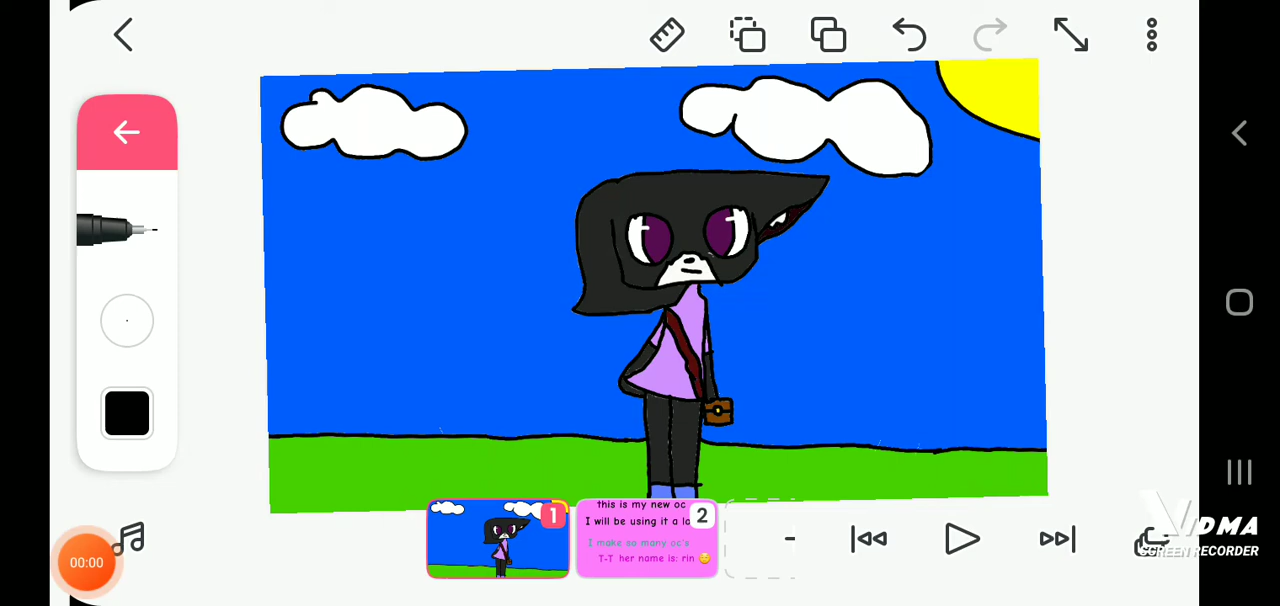 1
this is my new oc
2
I will be using it a lo
I make so many oc's
T-T her name is: rin 😊
00:00
VDMA
SCREEN RECORDER